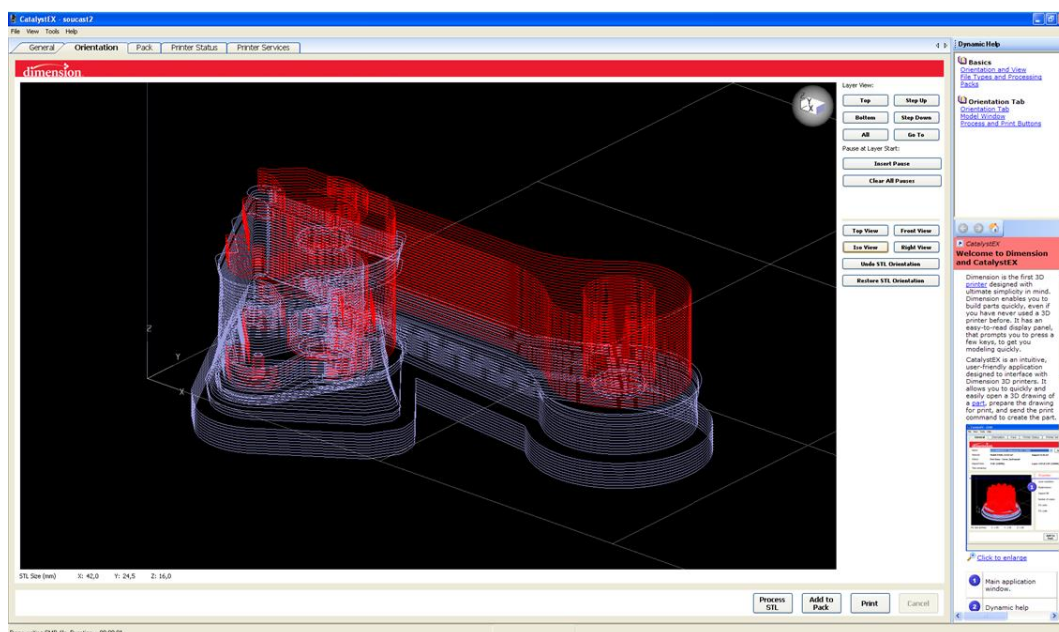 CatalystEX - soucast2
File View Tools Help
General Orientation Pack Printer Status Printer Services
dimension
Layer View:
Top Step Up
Bottom Step Down
All Go To
Pause at Layer Start:
Insert Pause
Clear All Pauses
Top View Front View
Iso View Right View
Undo STL Orientation
Restore STL Orientation
Z
Y
X
STL Size (mm) X: 42,0 Y: 24,5 Z: 16,0
Process STL Add to Pack Print Cancel
Dynamic Help
Basics
Orientation and View
File Types and Processing
Packs
Orientation Tab
Orientation Tab
Model Window
Process and Print Buttons
CatalystEX
Welcome to Dimension
and CatalystEX
Dimension is the first 3D
printer designed with
ultimate simplicity in mind.
Dimension enables you to
build parts quickly, even if
you have never used a 3D
printer before. It has an
easy-to-read display panel,
that prompts you to press a
few keys, to get you
modeling quickly.
CatalystEX is an intuitive,
user-friendly application
designed to interface with
Dimension 3D printers. It
allows you to quickly and
easily open a 3D drawing of
a part, prepare the drawing
for print, and send the print
command to create the part.
Click to enlarge
1 Main application
window.
2 Dynamic help